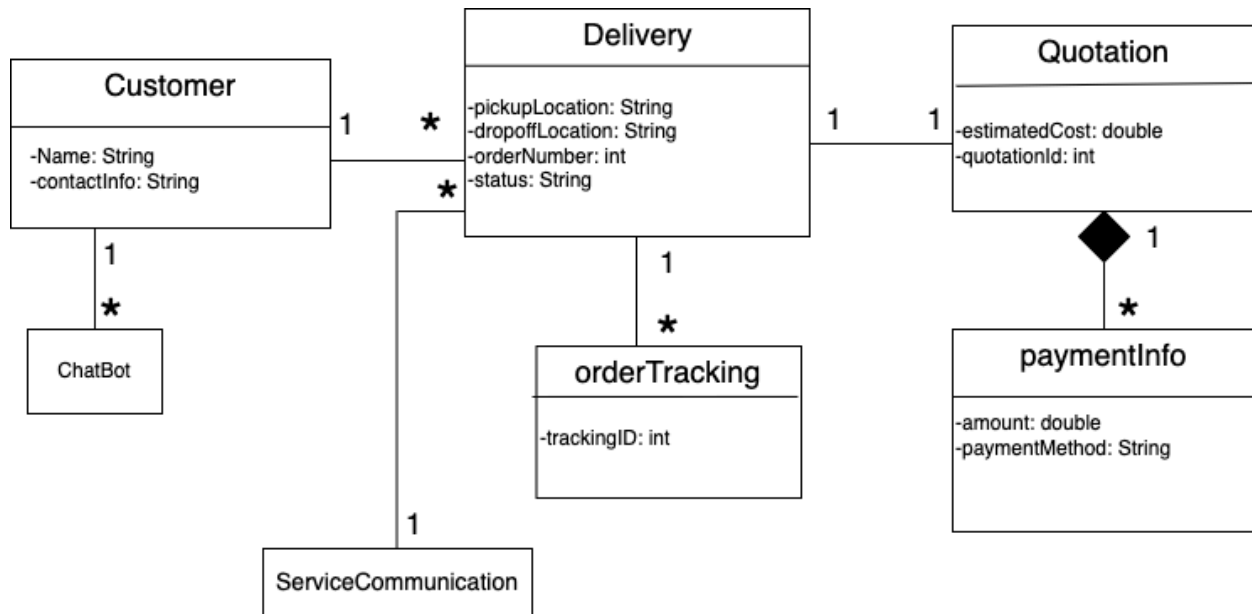 Customer
-Name: String
-contactInfo: String
1
*
Delivery
-pickupLocation: String
-dropoffLocation: String
-orderNumber: int
-status: String
*
1
1
Quotation
-estimatedCost: double
-quotationId: int
1
*
ChatBot
1
*
orderTracking
-trackingID: int
1
*
paymentInfo
-amount: double
-paymentMethod: String
1
ServiceCommunication